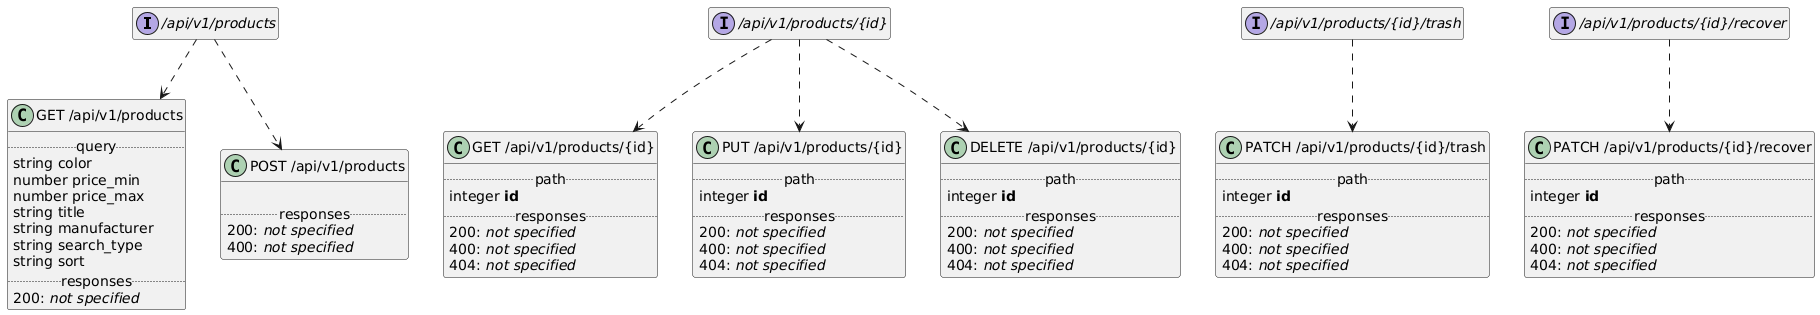 I /api/v1/products
C GET /api/v1/products
query
string color
number price_min
number price_max
string title
string manufacturer
string search_type
string sort
responses
200: not specified
C POST /api/v1/products
responses
200: not specified
400: not specified
I /api/v1/products/{id}
C GET /api/v1/products/{id}
path
integer id
responses
200: not specified
400: not specified
404: not specified
C PUT /api/v1/products/{id}
path
integer id
responses
200: not specified
400: not specified
404: not specified
C DELETE /api/v1/products/{id}
path
integer id
responses
200: not specified
400: not specified
404: not specified
I /api/v1/products/{id}/trash
C PATCH /api/v1/products/{id}/trash
path
integer id
responses
200: not specified
400: not specified
404: not specified
I /api/v1/products/{id}/recover
C PATCH /api/v1/products/{id}/recover
path
integer id
responses
200: not specified
400: not specified
404: not specified